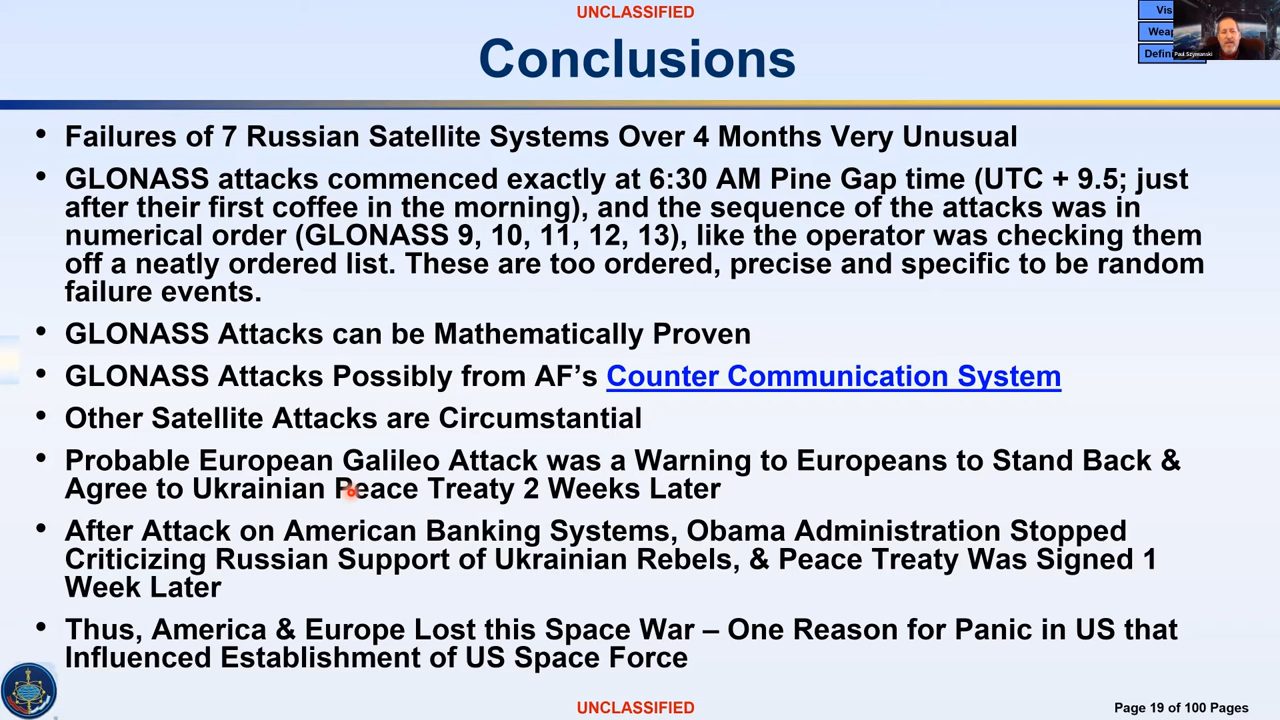 UNCLASSIFIED
Vis
Weap
Defini
Paul Szymanski
Conclusions
• Failures of 7 Russian Satellite Systems Over 4 Months Very Unusual
• GLONASS attacks commenced exactly at 6:30 AM Pine Gap time (UTC + 9.5; just
after their first coffee in the morning), and the sequence of the attacks was in
numerical order (GLONASS 9, 10, 11, 12, 13), like the operator was checking them
off a neatly ordered list. These are too ordered, precise and specific to be random
failure events.
• GLONASS Attacks can be Mathematically Proven
• GLONASS Attacks Possibly from AF’s Counter Communication System
• Other Satellite Attacks are Circumstantial
• Probable European Galileo Attack was a Warning to Europeans to Stand Back &
Agree to Ukrainian Peace Treaty 2 Weeks Later
• After Attack on American Banking Systems, Obama Administration Stopped
Criticizing Russian Support of Ukrainian Rebels, & Peace Treaty Was Signed 1
Week Later
• Thus, America & Europe Lost this Space War – One Reason for Panic in US that
Influenced Establishment of US Space Force
UNCLASSIFIED
Page 19 of 100 Pages